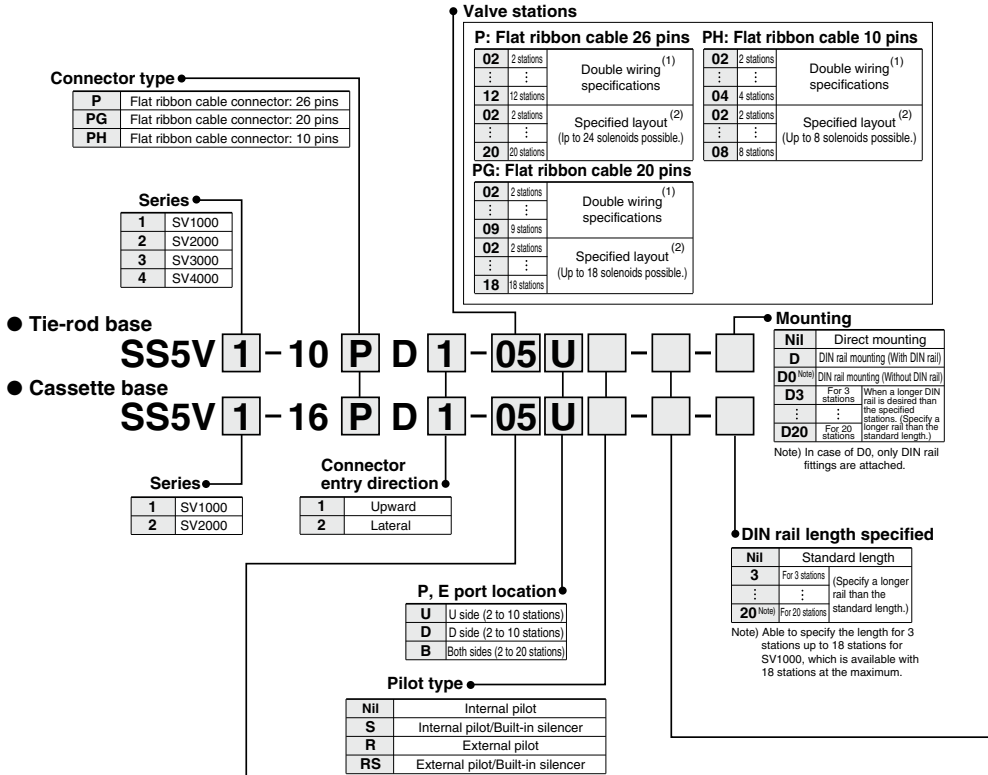 Valve stations
P: Flat ribbon cable 26 pins
02 2 stations Double wiring (1) specifications
⋮ ⋮
12 12 stations
02 2 stations Specified layout (2) (Ip to 24 solenoids possible.)
⋮ ⋮
20 20 stations
PH: Flat ribbon cable 10 pins
02 2 stations Double wiring (1) specifications
⋮ ⋮
04 4 stations
02 2 stations Specified layout (2) (Up to 8 solenoids possible.)
⋮ ⋮
08 8 stations
PG: Flat ribbon cable 20 pins
02 2 stations Double wiring (1) specifications
⋮ ⋮
09 9 stations
02 2 stations Specified layout (2) (Up to 18 solenoids possible.)
⋮ ⋮
18 18 stations
Connector type
P Flat ribbon cable connector: 26 pins
PG Flat ribbon cable connector: 20 pins
PH Flat ribbon cable connector: 10 pins
Series
1 SV1000
2 SV2000
3 SV3000
4 SV4000
● Tie-rod base
SS5V 1 - 10 P D 1 - 05 U - -
● Cassette base
SS5V 1 - 16 P D 1 - 05 U - -
Mounting
Nil Direct mounting
D DIN rail mounting (With DIN rail)
D0 Note) DIN rail mounting (Without DIN rail)
D3 For 3 stations When a longer DIN rail is desired than the specified stations. (Specify a longer rail than the standard length.)
⋮ ⋮
D20 For 20 stations
Note) In case of D0, only DIN rail
fittings are attached.
Series
1 SV1000
2 SV2000
Connector
entry direction
1 Upward
2 Lateral
DIN rail length specified
Nil Standard length
3 For 3 stations (Specify a longer rail than the standard length.)
⋮ ⋮
20 Note) For 20 stations
Note) Able to specify the length for 3
stations up to 18 stations for
SV1000, which is available with
18 stations at the maximum.
P, E port location
U U side (2 to 10 stations)
D D side (2 to 10 stations)
B Both sides (2 to 20 stations)
Pilot type
Nil Internal pilot
S Internal pilot/Built-in silencer
R External pilot
RS External pilot/Built-in silencer